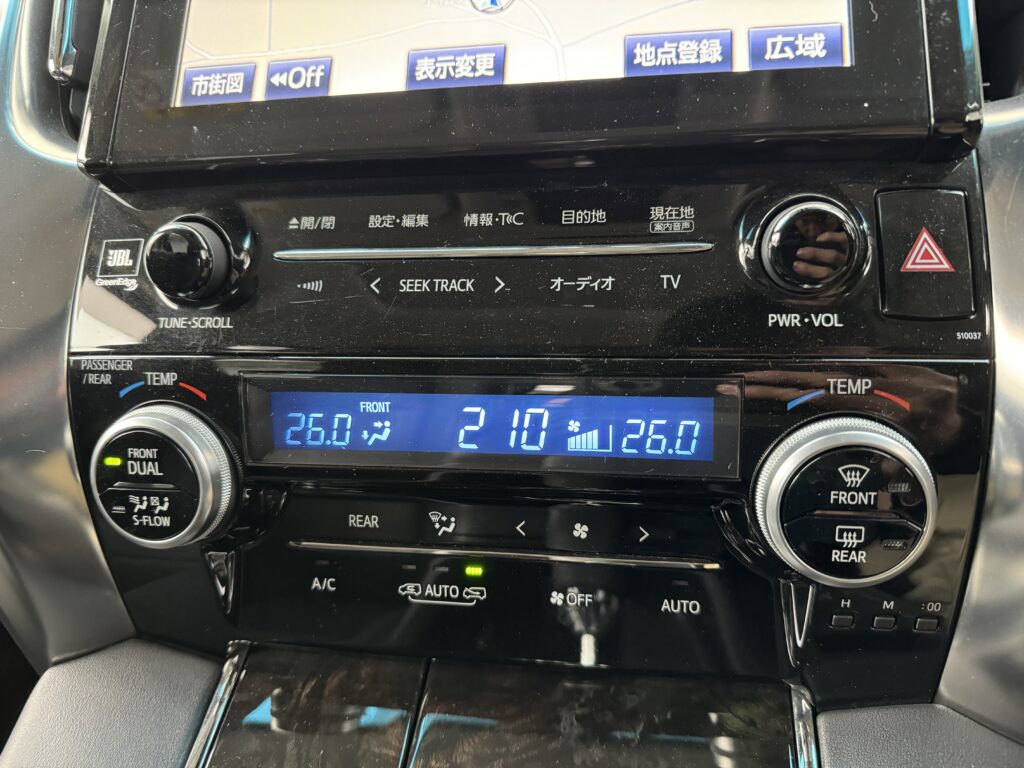 市街図 ◀◀Off 表示変更 地点登録 広域
⏏開/閉 設定・編集 情報・T℃C 目的地 現在地
案内音声
JBL
GreenEdge
< SEEK TRACK > オーディオ TV
TUNE・SCROLL PWR・VOL
510037
PASSENGER
/REAR
TEMP TEMP
26.0 FRONT 2 10 26.0
FRONT
DUAL
S-FLOW
FRONT
REAR
REAR < >
A/C AUTO OFF AUTO
H M :00